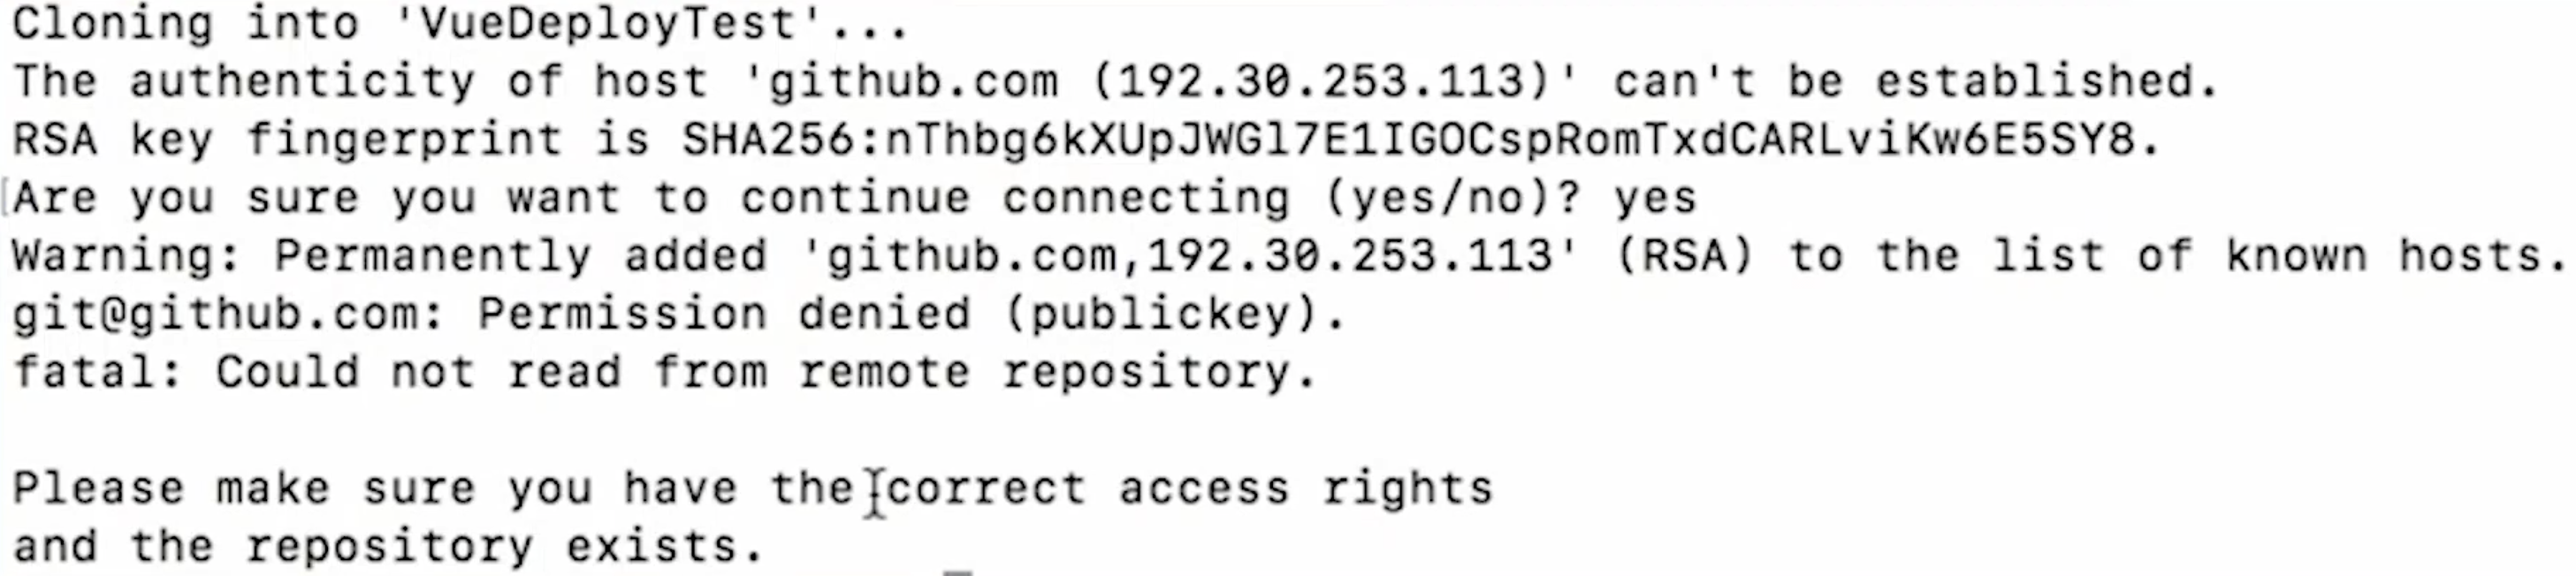 Cloning into 'VueDeployTest'...
The authenticity of host 'github.com (192.30.253.113)' can't be established.
RSA key fingerprint is SHA256:nThbg6kXUpJWGl7E1IGOCspRomTxdCARLviKw6E5SY8.
[Are you sure you want to continue connecting (yes/no)? yes
Warning: Permanently added 'github.com,192.30.253.113' (RSA) to the list of known hosts.
git@github.com: Permission denied (publickey).
fatal: Could not read from remote repository.
Please make sure you have the correct access rights
and the repository exists.